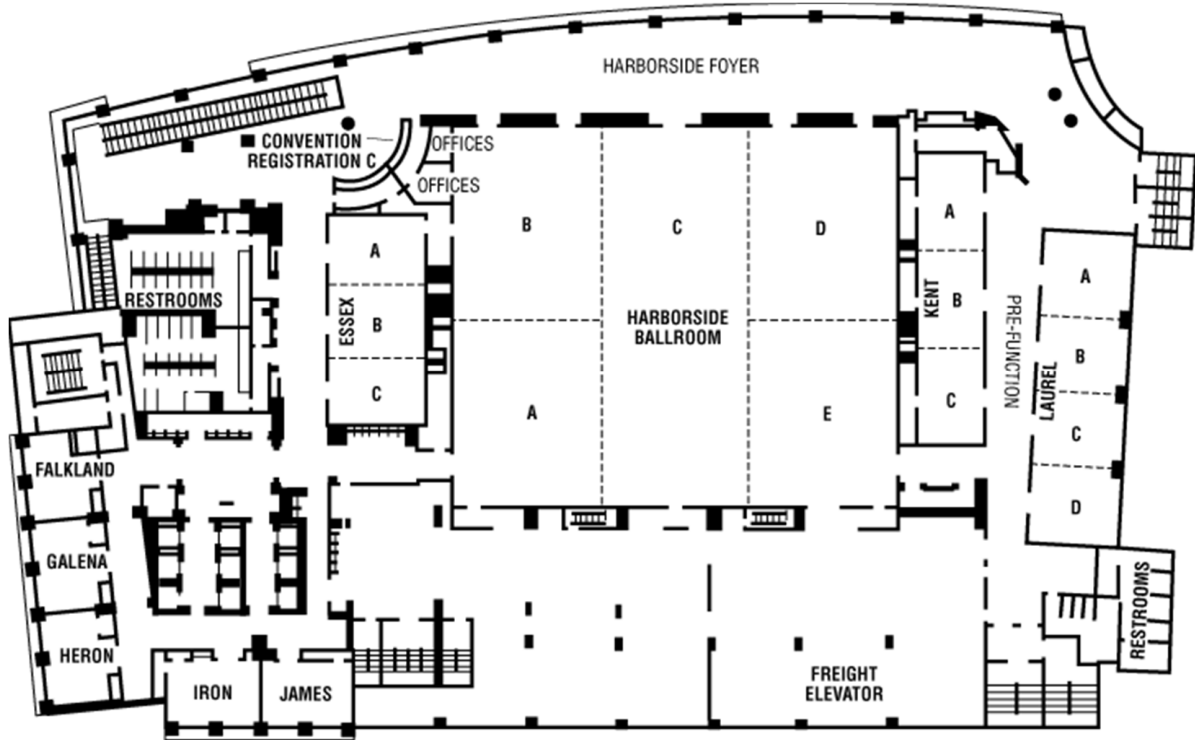 HARBORSIDE FOYER
CONVENTION
REGISTRATION C
OFFICES
OFFICES
RESTROOMS
ESSEX
A
B
C
HARBORSIDE
BALLROOM
B
C
D
A
E
KENT
A
B
C
PRE-FUNCTION
LAUREL
A
B
C
D
FALKLAND
GALENA
HERON
IRON
JAMES
FREIGHT
ELEVATOR
RESTROOMS